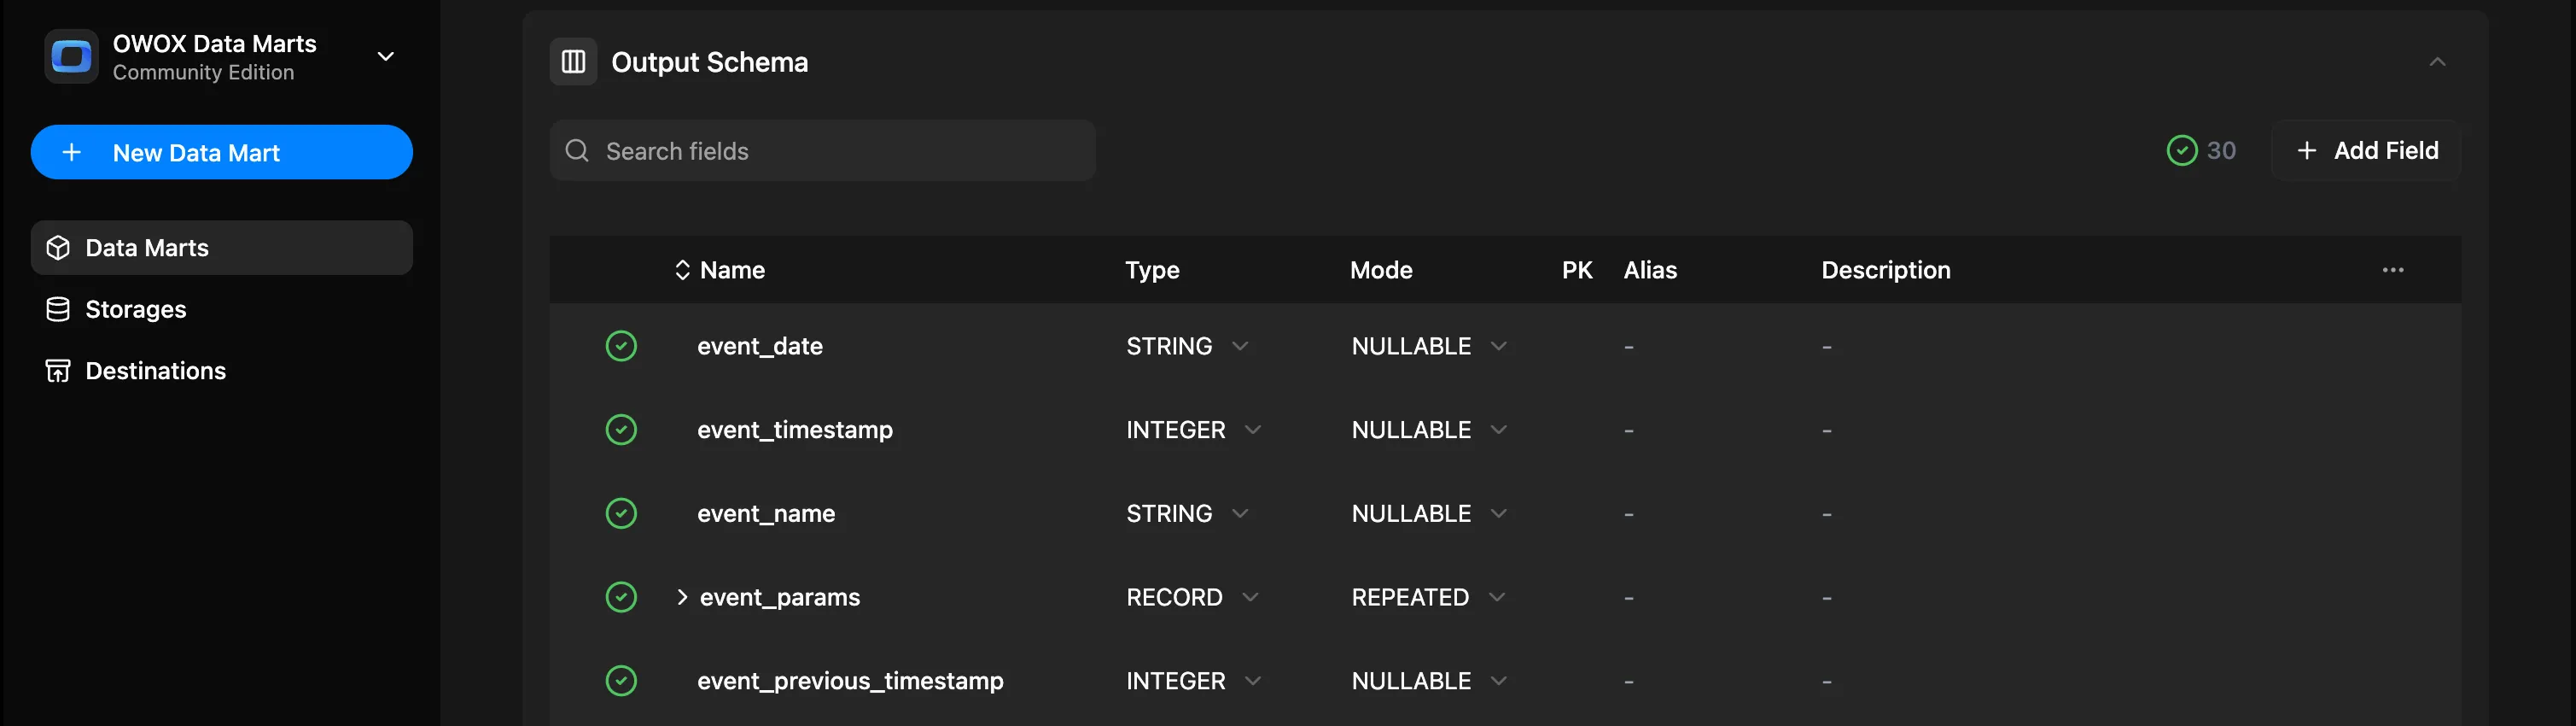 OWOX Data Marts
Community Edition
New Data Mart
Data Marts
Storages
Destinations
Output Schema
Search fields
30
Add Field
Name Type Mode PK Alias Description
event_date STRING NULLABLE - -
event_timestamp INTEGER NULLABLE - -
event_name STRING NULLABLE - -
event_params RECORD REPEATED - -
event_previous_timestamp INTEGER NULLABLE - -